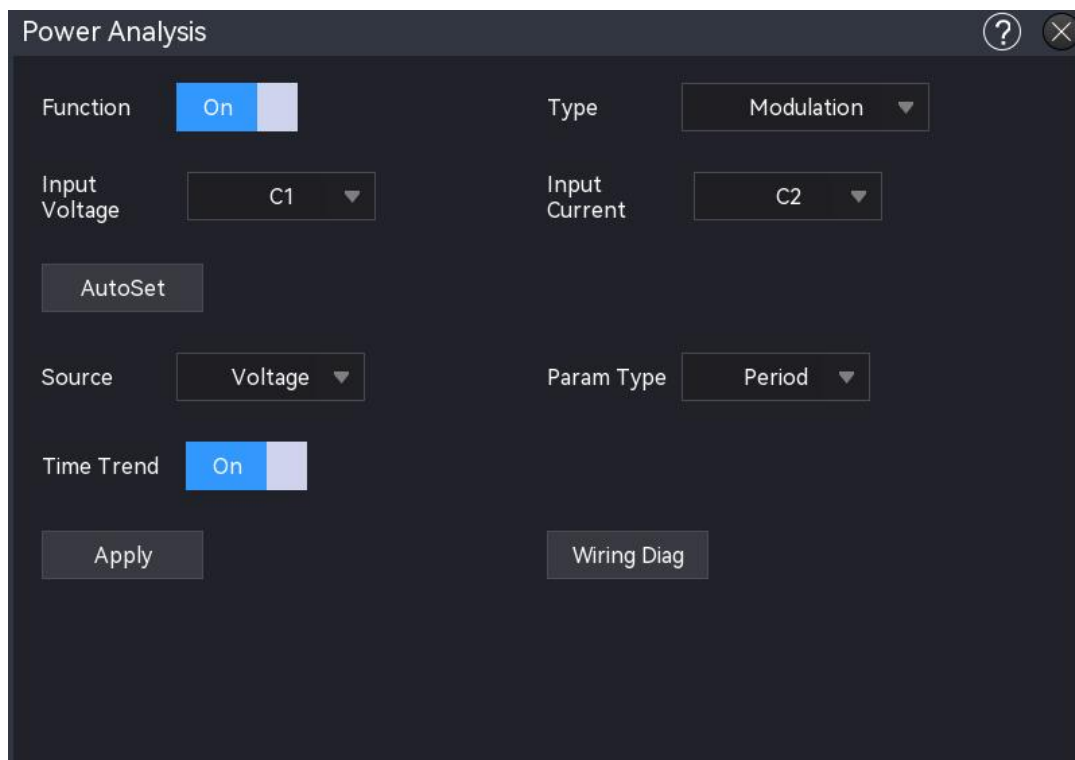 Power Analysis ?
Function On Type Modulation
Input Voltage C1 Input Current C2
AutoSet
Source Voltage Param Type Period
Time Trend On
Apply Wiring Diag